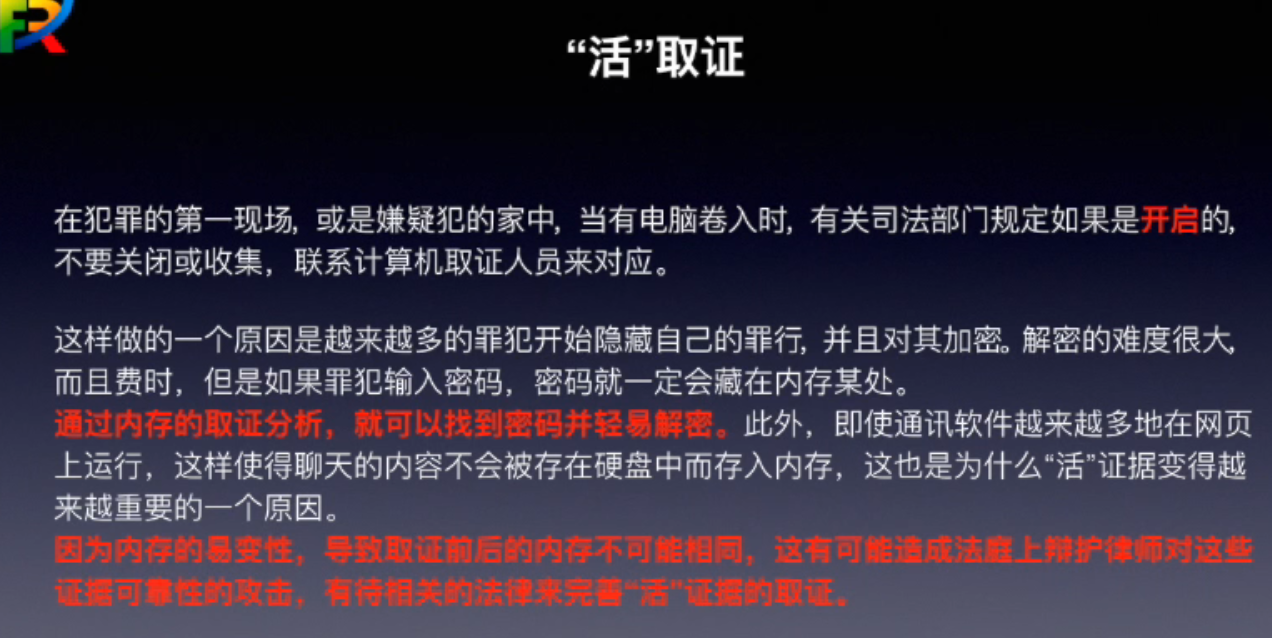 FR
“活”取证
在犯罪的第一现场, 或是嫌疑犯的家中, 当有电脑卷入时, 有关司法部门规定如果是开启的,
不要关闭或收集，联系计算机取证人员来对应。
这样做的一个原因是越来越多的罪犯开始隐藏自己的罪行, 并且对其加密。解密的难度很大,
而且费时，但是如果罪犯输入密码，密码就一定会藏在内存某处。
通过内存的取证分析，就可以找到密码并轻易解密。此外，即使通讯软件越来越多地在网页
上运行，这样使得聊天的内容不会被存在硬盘中而存入内存，这也是为什么“活”证据变得越
来越重要的一个原因。
因为内存的易变性，导致取证前后的内存不可能相同，这有可能造成法庭上辩护律师对这些
证据可靠性的攻击，有待相关的法律来完善“活”证据的取证。